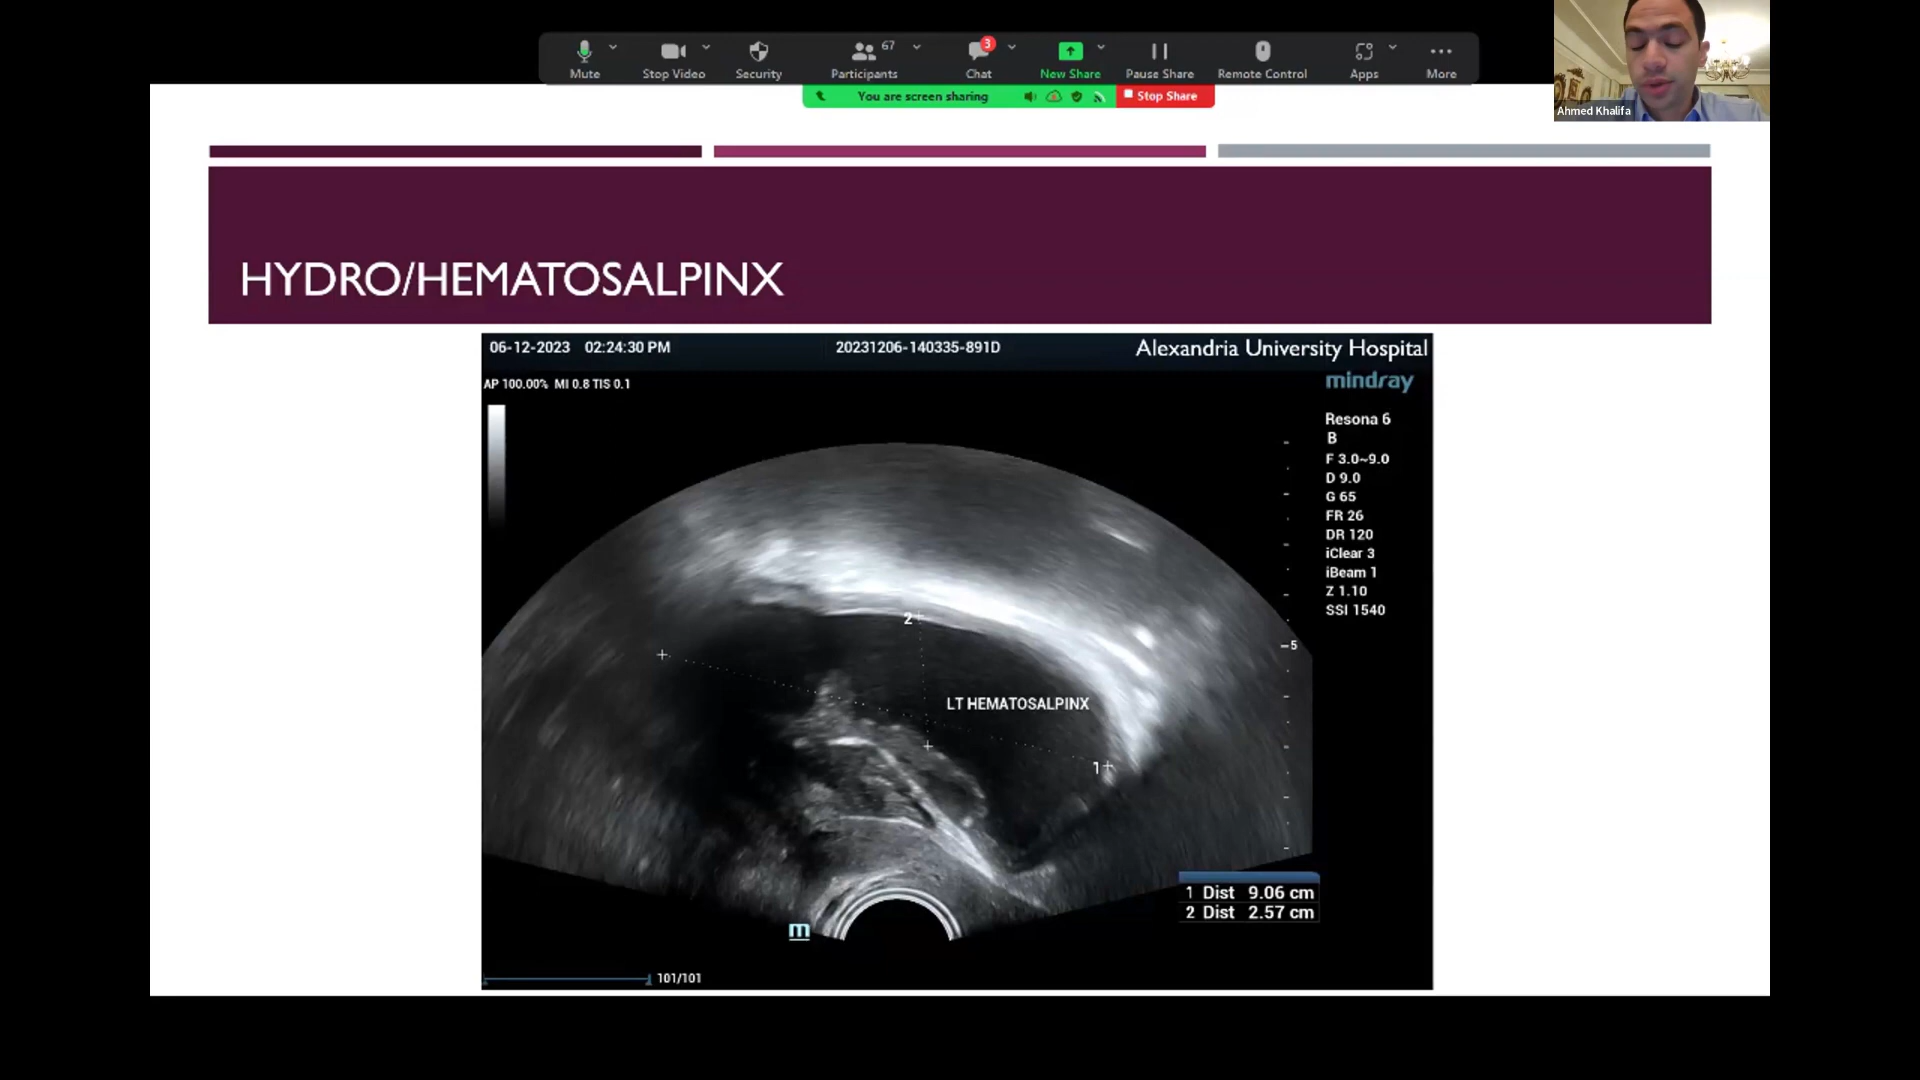 67
3
Mute
Stop Video
Security
Participants
Chat
New Share
Pause Share
Remote Control
Apps
More
You are screen sharing
Stop Share
Ahmed Khalifa
HYDRO/HEMATOSALPINX
06-12-2023 02:24:30 PM 20231206-140335-891D Alexandria University Hospital
AP 100.00% MI 0.8 TIS 0.1
mindray
Resona 6
B
F 3.0~9.0
D 9.0
G 65
FR 26
DR 120
iClear 3
iBeam 1
Z 1.10
SSI 1540
2
5
LT HEMATOSALPINX
1
1 Dist 9.06 cm
2 Dist 2.57 cm
m
101/101